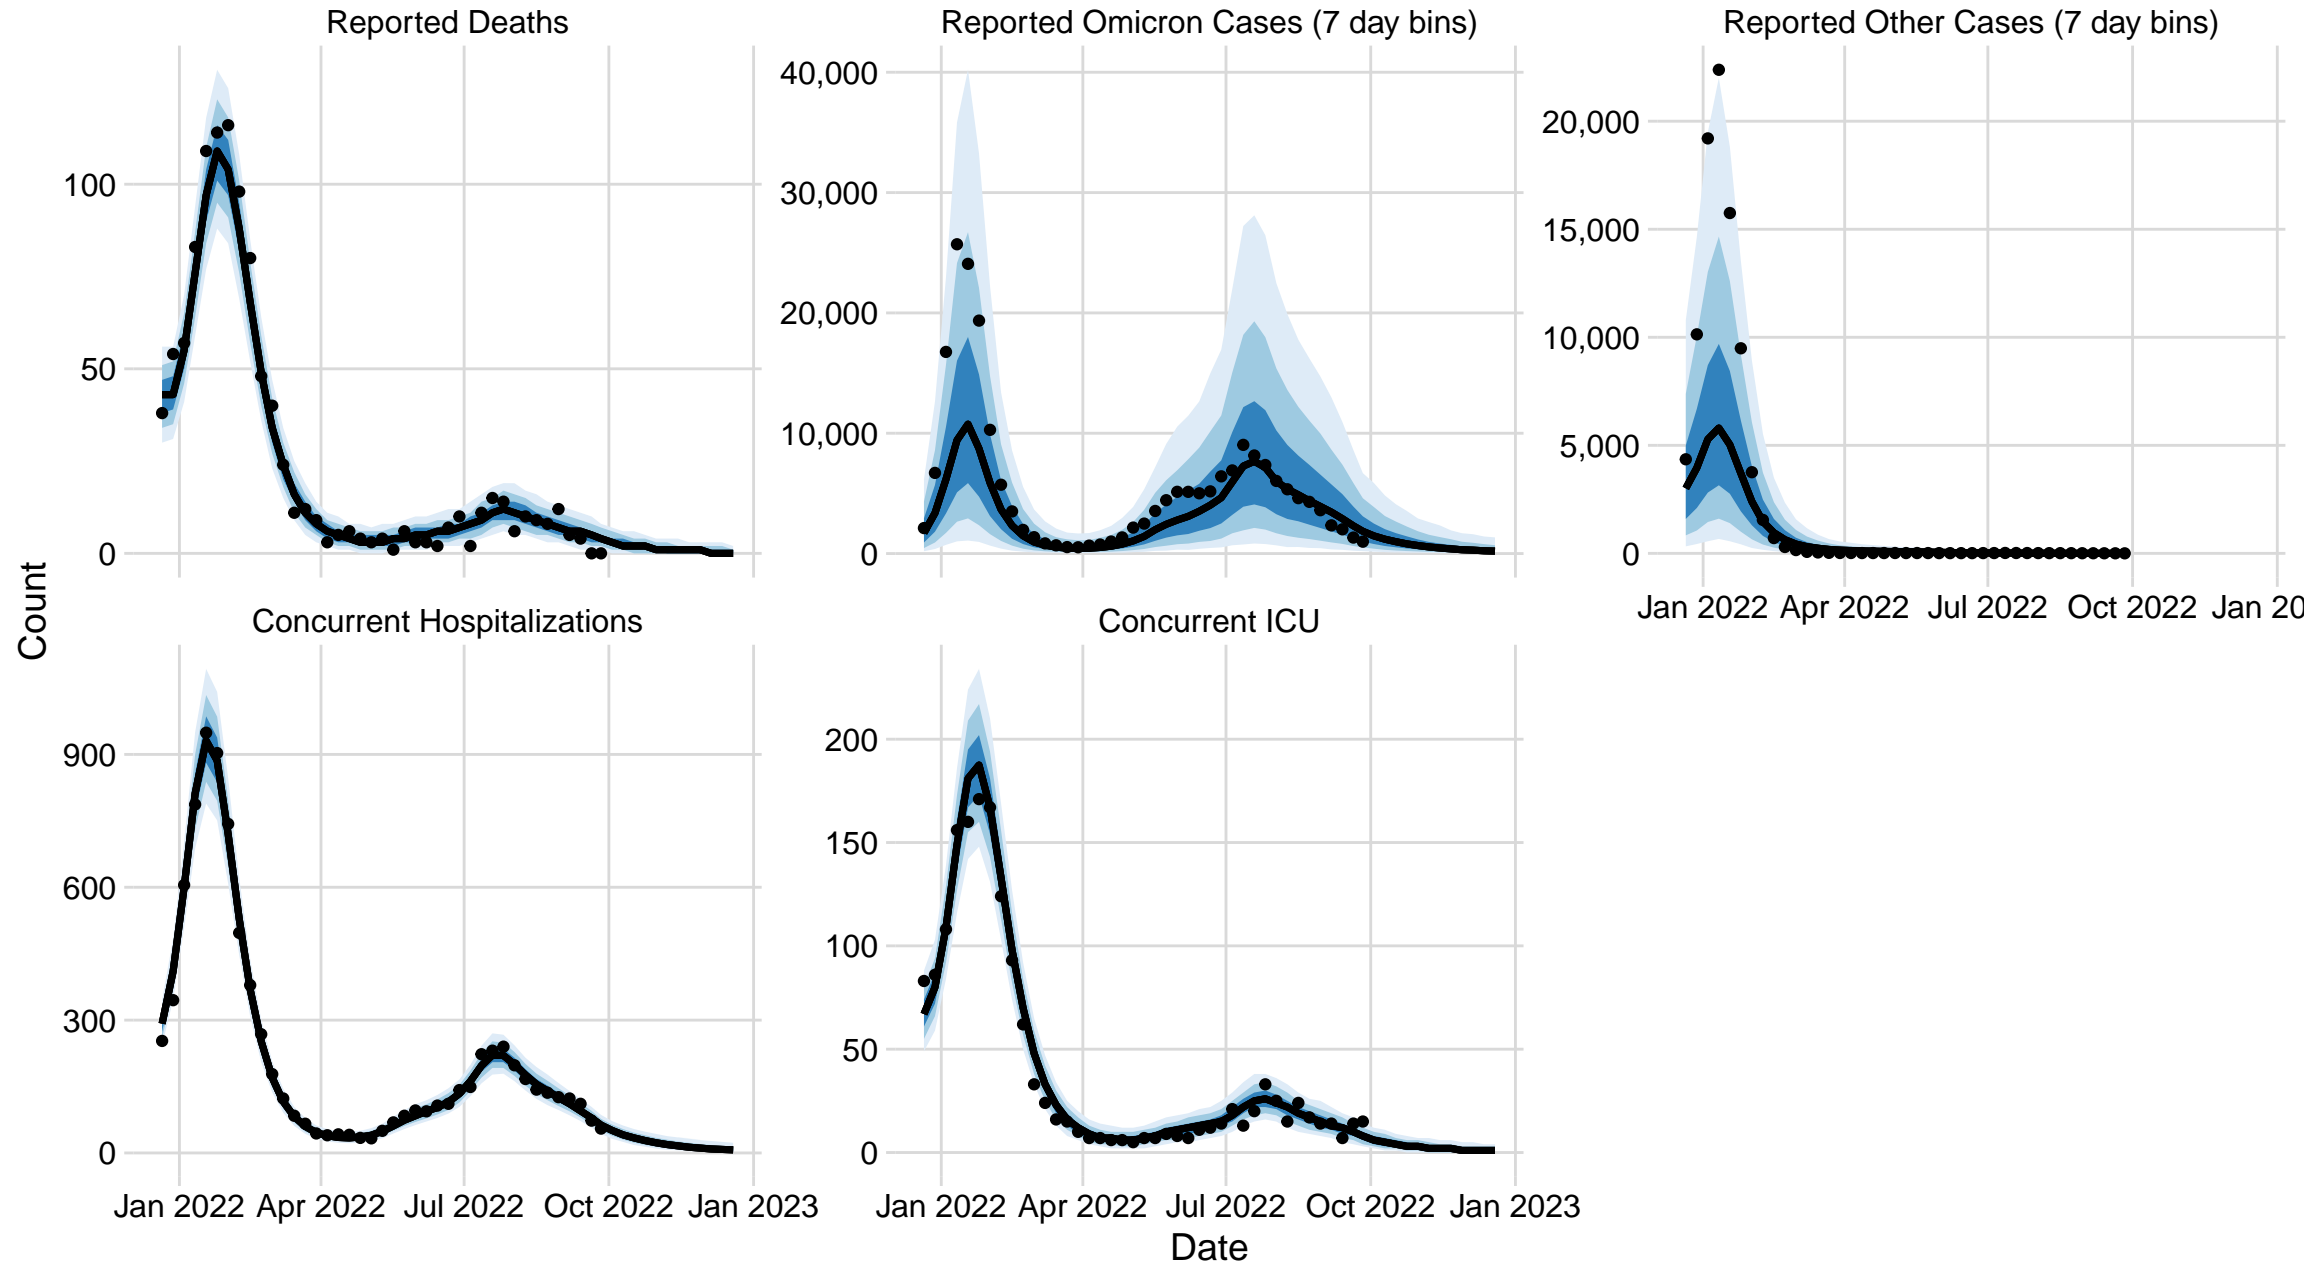 Reported Deaths
Reported Omicron Cases (7 day bins)
Reported Other Cases (7 day bins)
100
50
0
40,000
30,000
20,000
10,000
0
20,000
15,000
10,000
5,000
0
Jan 2022 Apr 2022 Jul 2022 Oct 2022 Jan 20
Count
Concurrent Hospitalizations
Concurrent ICU
900
600
300
0
200
150
100
50
0
Jan 2022 Apr 2022 Jul 2022 Oct 2022 Jan 2023
Jan 2022 Apr 2022 Jul 2022 Oct 2022 Jan 2023
Date